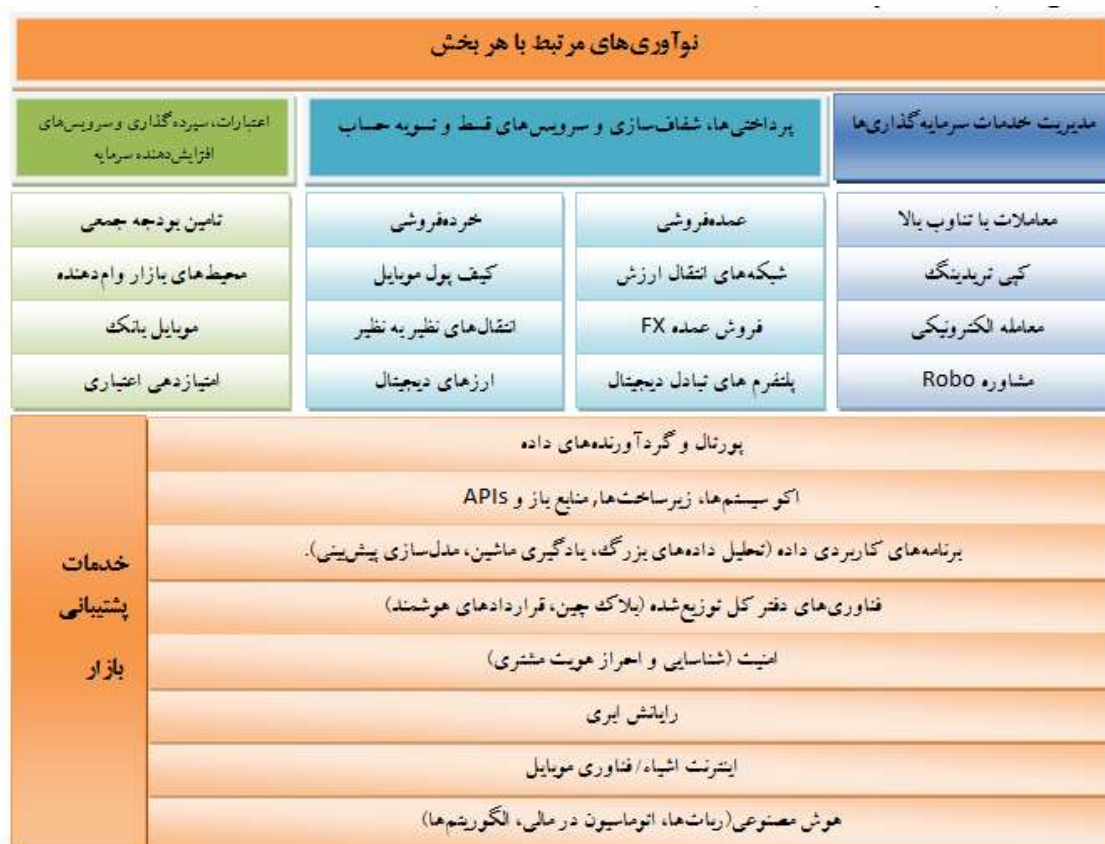 نوآوری‌های مرتبط با هر بخش
مدیریت خدمات سرمایه‌گذاری‌ها
پرداختی‌ها، شفاف‌سازی و سرویس‌های قسط و تسویه حساب
اعتبارات، سپرده‌گذاری و سرویس‌های
افزایش‌دهنده سرمایه
معاملات با تناوب بالا
عمده‌فروشی
خرده‌فروشی
تامین بودجه جمعی
کپی تریدینگ
شبکه‌های انتقال ارزش
کیف پول موبایل
محیط‌های بازار وام‌دهنده
معامله الکترونیکی
فروش عمده FX
انتقال‌های نظیر به نظیر
موبایل بانک
مشاوره Robo
پلتفرم های تبادل دیجیتال
ارزهای دیجیتال
امتیازدهی اعتباری
پورتال و گردآورنده‌های داده
اکو سیستم‌ها، زیرساخت‌ها, منابع باز و APIs
برنامه‌های کاربردی داده (تحلیل داده‌های بزرگ، یادگیری ماشین، مدل‌سازی پیش‌بینی).
فناوری‌های دفتر کل توزیع‌شده (بلاک چین، قراردادهای هوشمند)
امنیت (شناسایی و احراز هویت مشتری)
رایانش ابری
اینترنت اشیاء/ فناوری موبایل
هوش مصنوعی(ربات‌ها، اتوماسیون در مالی، الگوریتم‌ها)
خدمات
پشتیبانی
بازار